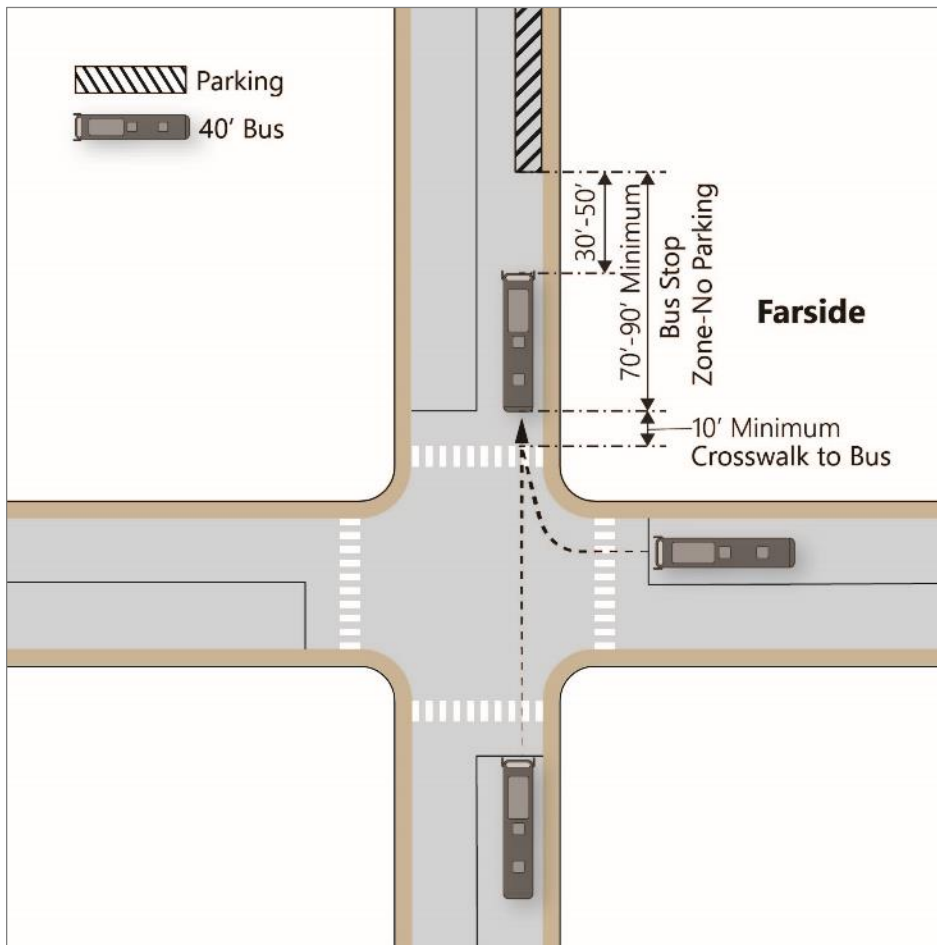 Parking
40' Bus
30'-50'
70'-90' Minimum
Bus Stop
Zone-No Parking
Farside
10' Minimum
Crosswalk to Bus